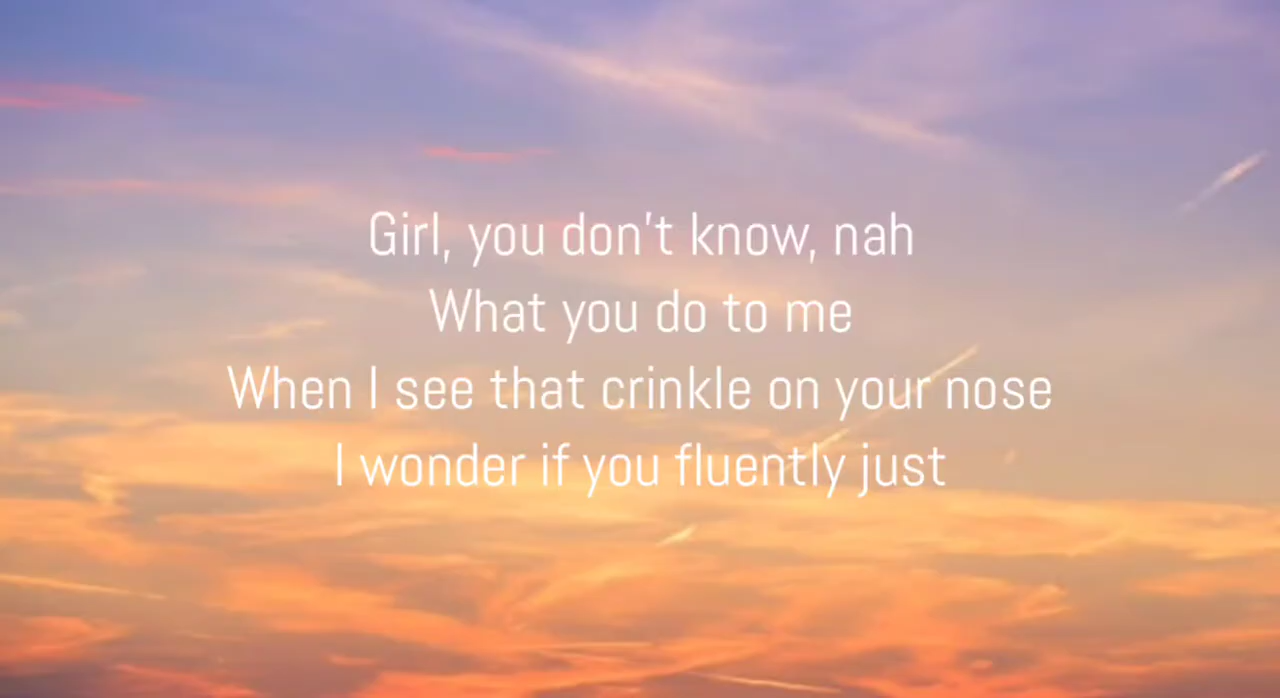 Girl, you don't know, nah
What you do to me
When I see that crinkle on your nose
I wonder if you fluently just